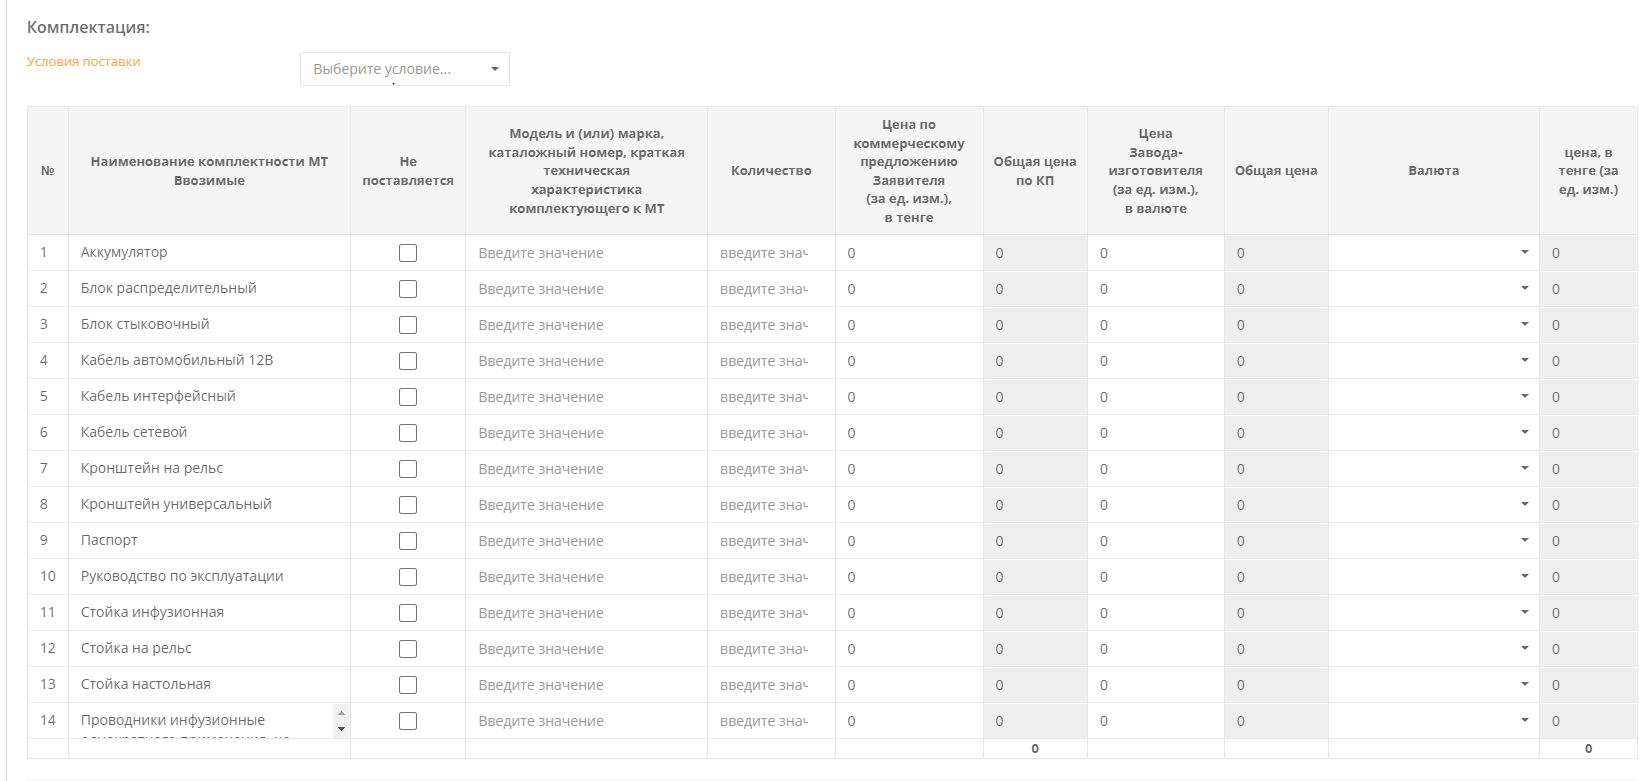 Комплектация:
Условия поставки
Выберите условие...
№
Наименование комплектности МТ
Ввозимые
Не
поставляется
Модель и (или) марка,
каталожный номер, краткая
техническая
характеристика
комплектующего к МТ
Количество
Цена по
коммерческому
предложению
Заявителя
(за ед. изм.),
в тенге
Общая цена
по КП
Цена
Завода-
изготовителя
(за ед. изм.),
в валюте
Общая цена
Валюта
цена, в
тенге (за
ед. изм.)
1 Аккумулятор Введите значение введите знач 0 0 0 0 0
2 Блок распределительный Введите значение введите знач 0 0 0 0 0
3 Блок стыковочный Введите значение введите знач 0 0 0 0 0
4 Кабель автомобильный 12В Введите значение введите знач 0 0 0 0 0
5 Кабель интерфейсный Введите значение введите знач 0 0 0 0 0
6 Кабель сетевой Введите значение введите знач 0 0 0 0 0
7 Кронштейн на рельс Введите значение введите знач 0 0 0 0 0
8 Кронштейн универсальный Введите значение введите знач 0 0 0 0 0
9 Паспорт Введите значение введите знач 0 0 0 0 0
10 Руководство по эксплуатации Введите значение введите знач 0 0 0 0 0
11 Стойка инфузионная Введите значение введите знач 0 0 0 0 0
12 Стойка на рельс Введите значение введите знач 0 0 0 0 0
13 Стойка настольная Введите значение введите знач 0 0 0 0 0
14 Проводники инфузионные Введите значение введите знач 0 0 0 0 0
0 0